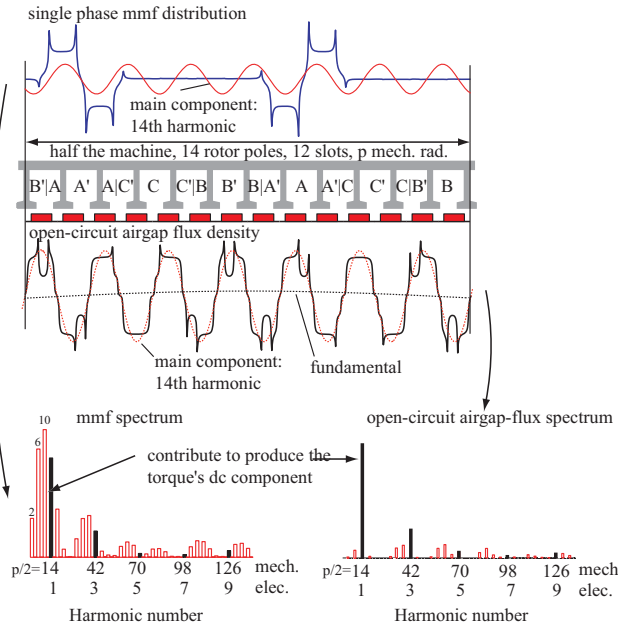 single phase mmf distribution
main component:
14th harmonic
half the machine, 14 rotor poles, 12 slots, p mech. rad.
B'|A A' A|C' C C'|B B' B|A' A A'|C C' C|B' B
open-circuit airgap flux density
main component:
14th harmonic
fundamental
mmf spectrum
open-circuit airgap-flux spectrum
10
6
2
contribute to produce the
torque's dc component
p/2=14 42 70 98 126 mech.
1 3 5 7 9 elec.
Harmonic number
p/2=14 42 70 98 126 mech
1 3 5 7 9 elec.
Harmonic number